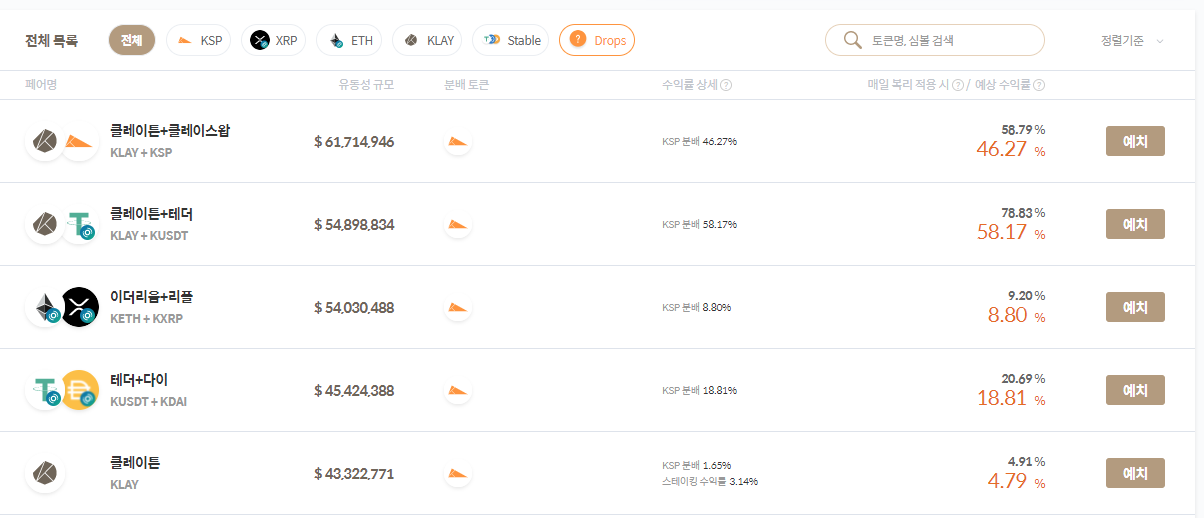 전체 목록 전체 KSP XRP ETH KLAY Stable Drops 토큰명, 심볼 검색 정렬기준
페어명 유동성 규모 분배 토큰 수익률 상세 ? 매일 복리 적용 시 ? / 예상 수익률 ?
클레이튼+클레이스왑
KLAY + KSP
$ 61,714,946
KSP 분배 46.27%
58.79 %
46.27 %
예치
클레이튼+테더
KLAY + KUSDT
$ 54,898,834
KSP 분배 58.17%
78.83 %
58.17 %
예치
이더리움+리플
KETH + KXRP
$ 54,030,488
KSP 분배 8.80%
9.20 %
8.80 %
예치
테더+다이
KUSDT + KDAI
$ 45,424,388
KSP 분배 18.81%
20.69 %
18.81 %
예치
클레이튼
KLAY
$ 43,322,771
KSP 분배 1.65%
스테이킹 수익률 3.14%
4.91 %
4.79 %
예치